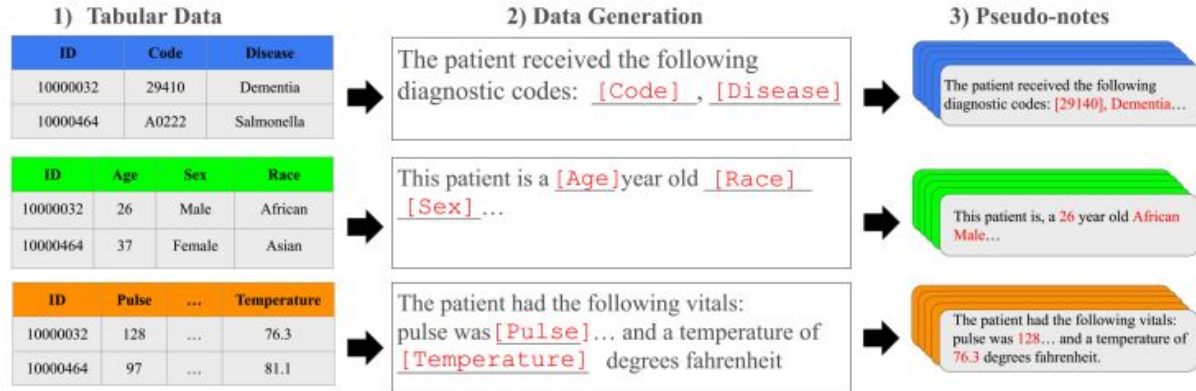 1) Tabular Data
2) Data Generation
3) Pseudo-notes
ID Code Disease
10000032 29410 Dementia
10000464 A0222 Salmonella
The patient received the following
diagnostic codes: [Code] , [Disease]
The patient received the following
diagnostic codes: [29140], Dementia…
ID Age Sex Race
10000032 26 Male African
10000464 37 Female Asian
This patient is a [Age] year old [Race]
[Sex] …
This patient is, a 26 year old African
Male…
ID Pulse … Temperature
10000032 128 … 76.3
10000464 97 … 81.1
The patient had the following vitals:
pulse was [Pulse]… and a temperature of
[Temperature] degrees fahrenheit
The patient had the following vitals:
pulse was 128… and a temperature of
76.3 degrees fahrenheit.